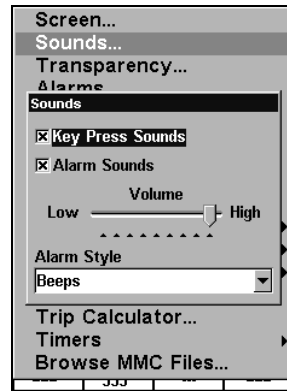 Screen...
Sounds...
Transparency...
Alarms
Sounds
Key Press Sounds
Alarm Sounds
Volume
Low High
Alarm Style
Beeps
Trip Calculator...
Timers
Browse MMC Files...